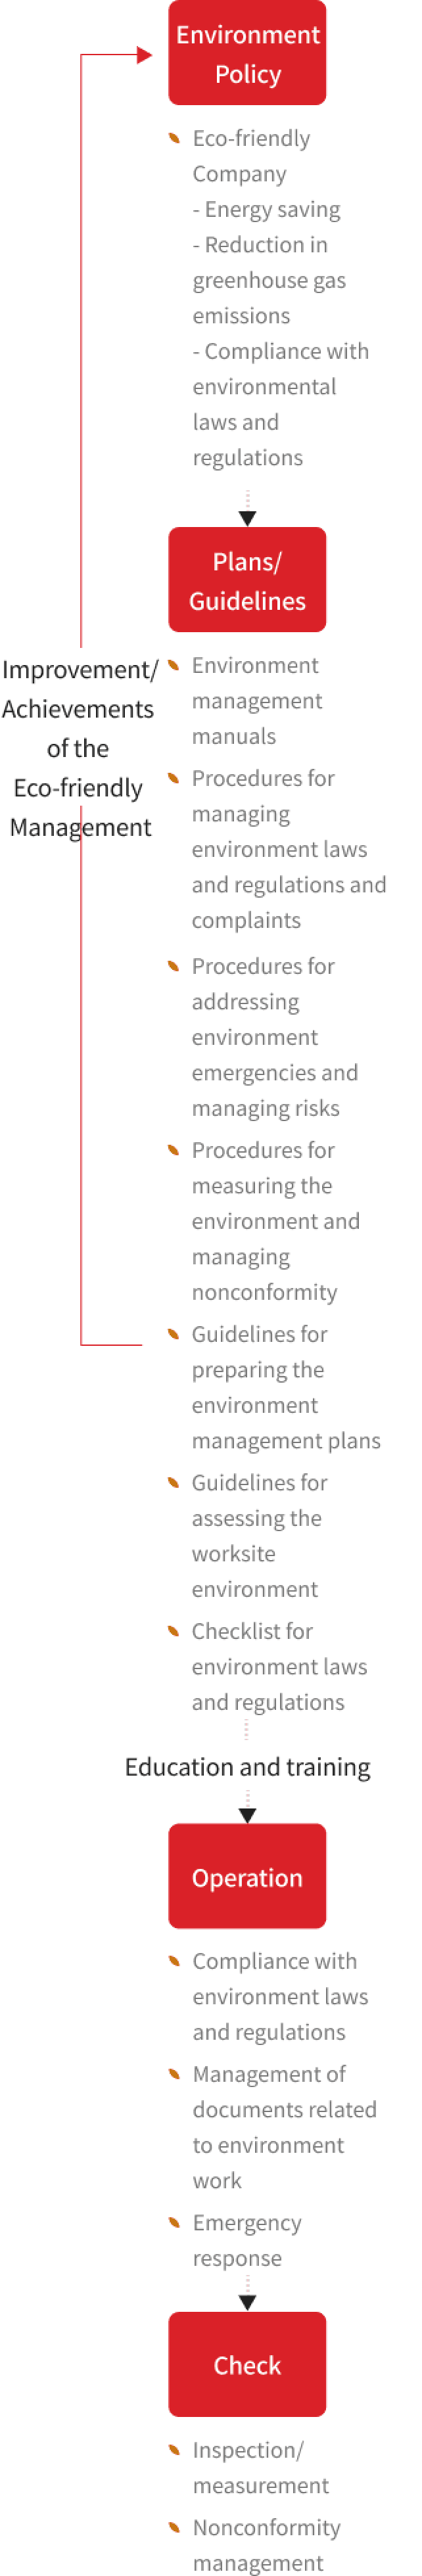 Environment
Policy
Eco-friendly
Company
- Energy saving
- Reduction in
greenhouse gas
emissions
- Compliance with
environmental
laws and
regulations
Plans/
Guidelines
Improvement/
Achievements
of the
Eco-friendly
Management
Environment
management
manuals
Procedures for
managing
environment laws
and regulations and
complaints
Procedures for
addressing
environment
emergencies and
managing risks
Procedures for
measuring the
environment and
managing
nonconformity
Guidelines for
preparing the
environment
management plans
Guidelines for
assessing the
worksite
environment
Checklist for
environment laws
and regulations
Education and training
Operation
Compliance with
environment laws
and regulations
Management of
documents related
to environment
work
Emergency
response
Check
Inspection/
measurement
Nonconformity
management